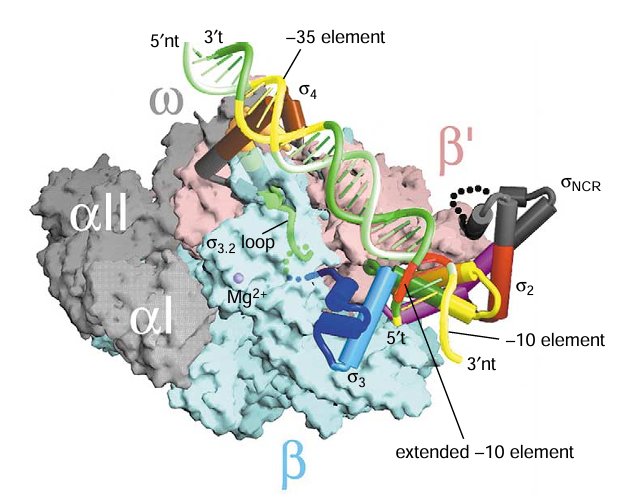 5′nt 3′t −35 element
σ4
ω
β'
σNCR
αII
σ3.2 loop
Mg2+
αI
σ2
5′t
−10 element
3′nt
σ3
extended −10 element
β